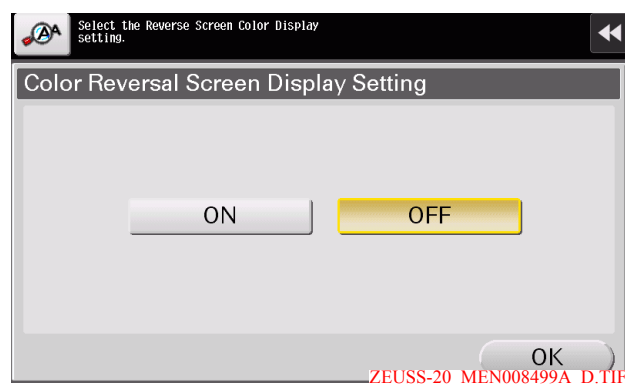 Select the Reverse Screen Color Display
setting.
Color Reversal Screen Display Setting
ON OFF
OK
ZEUSS-20 MEN008499A D.TIF